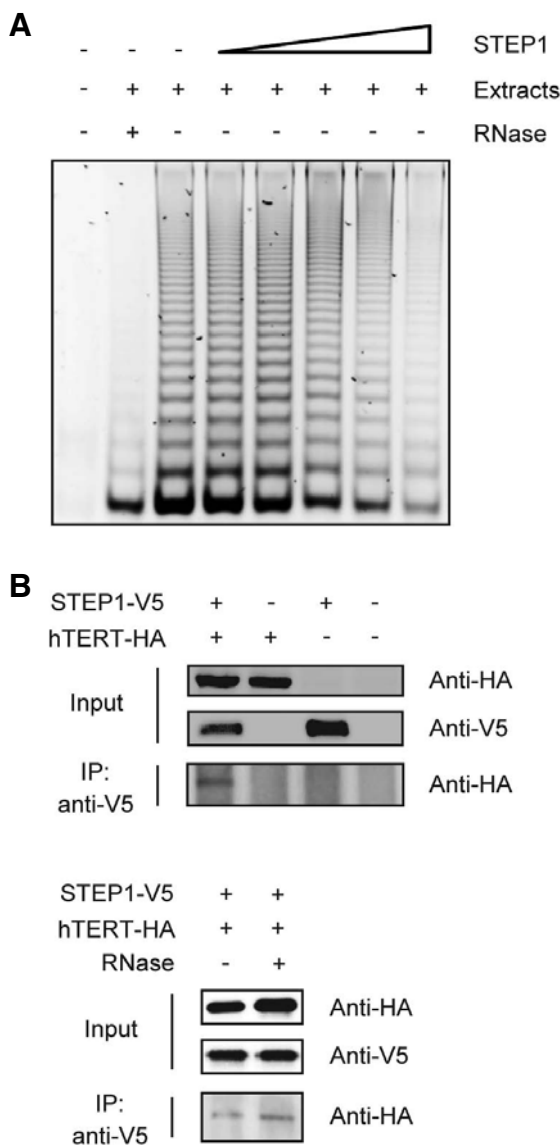 A
- - - STEP1
- + + + + + + + Extracts
- + - - - - - - RNase
B
STEP1-V5 + - + -
hTERT-HA + + - -
Input
Anti-HA
Anti-V5
IP:
anti-V5
Anti-HA
STEP1-V5 + +
hTERT-HA + +
RNase - +
Input
Anti-HA
Anti-V5
IP:
anti-V5
Anti-HA